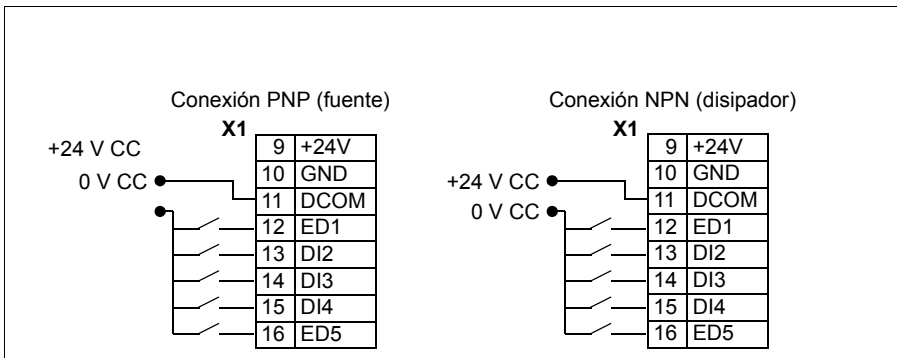 Conexión PNP (fuente)
X1
+24 V CC
0 V CC
9 +24V
10 GND
11 DCOM
12 ED1
13 DI2
14 DI3
15 DI4
16 ED5
Conexión NPN (disipador)
X1
+24 V CC
0 V CC
9 +24V
10 GND
11 DCOM
12 ED1
13 DI2
14 DI3
15 DI4
16 ED5